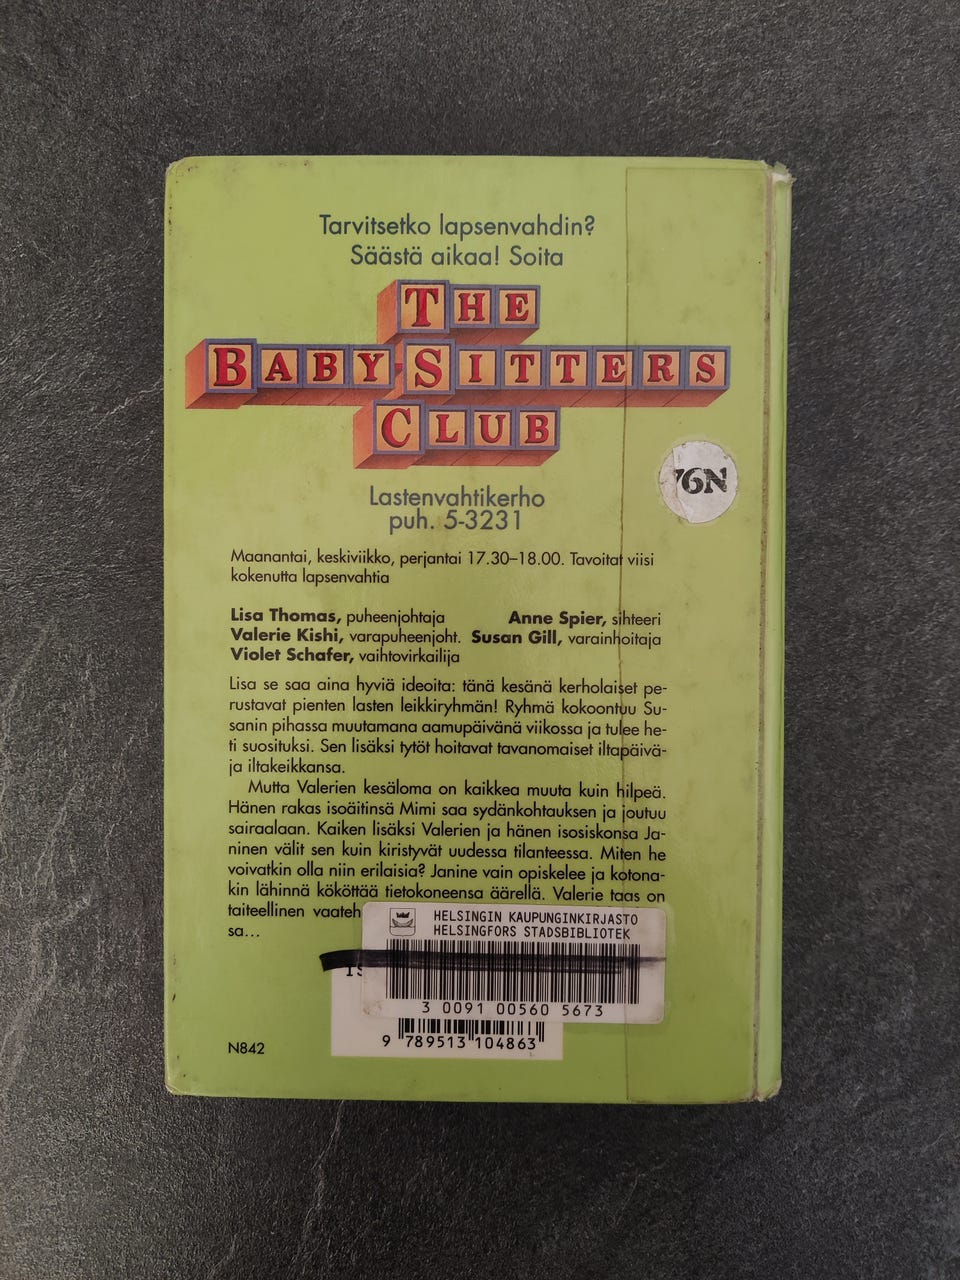 Tarvitsetko lapsenvahdin?
Säästä aikaa! Soita
THE
BABY-SITTERS
CLUB
76N
Lastenvahtikerho
puh. 5-3231
Maanantai, keskiviikko, perjantai 17.30–18.00. Tavoitat viisi
kokenutta lapsenvahtia
Lisa Thomas, puheenjohtaja Anne Spier, sihteeri
Valerie Kishi, varapuheenjoht. Susan Gill, varainhoitaja
Violet Schafer, vaihtovirkailija
Lisa se saa aina hyviä ideoita: tänä kesänä kerholaiset pe-
rustavat pienten lasten leikkiryhmän! Ryhmä kokoontuu Su-
sanin pihassa muutamana aamupäivänä viikossa ja tulee he-
ti suosituksi. Sen lisäksi tytöt hoitavat tavanomaiset iltapäivä-
ja iltakeikkansa.
Mutta Valerien kesäloma on kaikkea muuta kuin hilpeä.
Hänen rakas isoäitinsä Mimi saa sydänkohtauksen ja joutuu
sairaalaan. Kaiken lisäksi Valerien ja hänen isosiskonsa Ja-
ninen välit sen kuin kiristyvät uudessa tilanteessa. Miten he
voivatkin olla niin erilaisia? Janine vain opiskelee ja kotona-
kin lähinnä kököttää tietokoneensa äärellä. Valerie taas on
taiteellinen
sa...
HELSINGIN KAUPUNGINKIRJASTO
HELSINGFORS STADSBIBLIOTEK
3 0091 00560 5673
9 789513 104863
N842